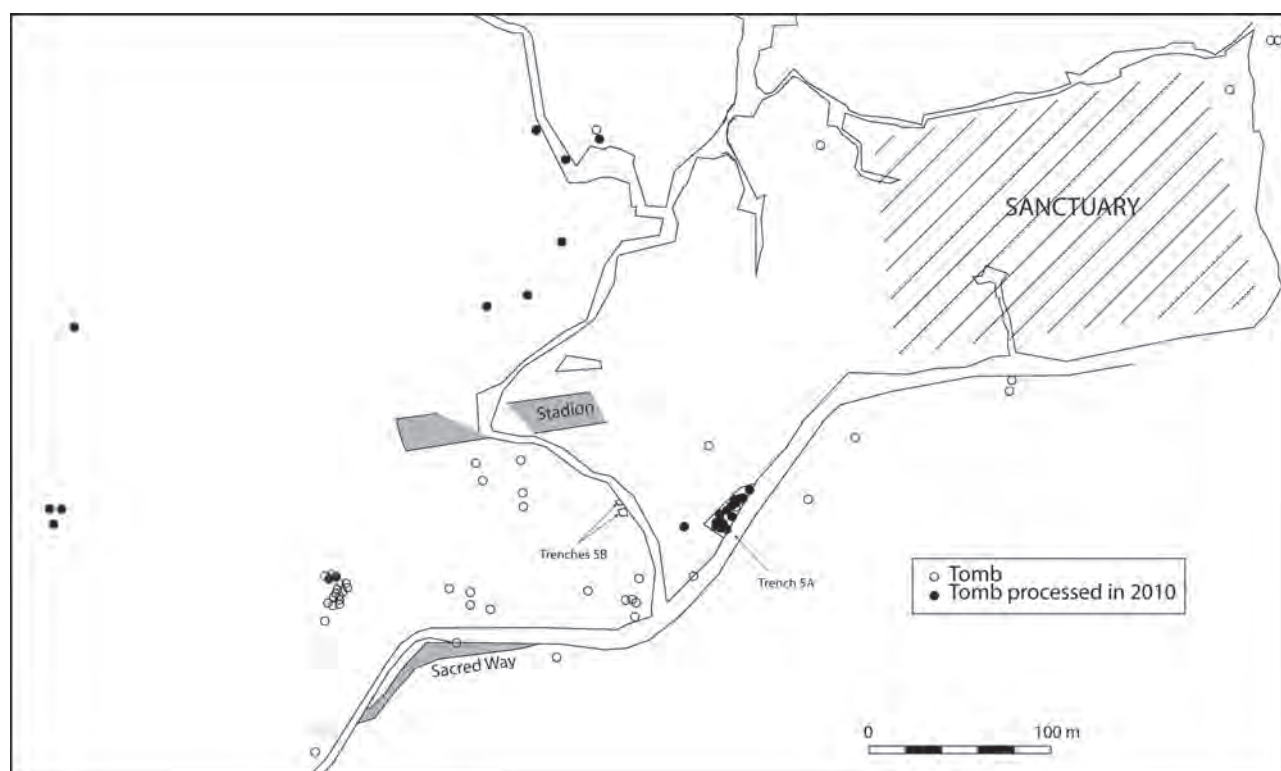 SANCTUARY
Stadion
Trenches 5B
Trench 5A
Tomb
Tomb processed in 2010
Sacred Way
0 100 m